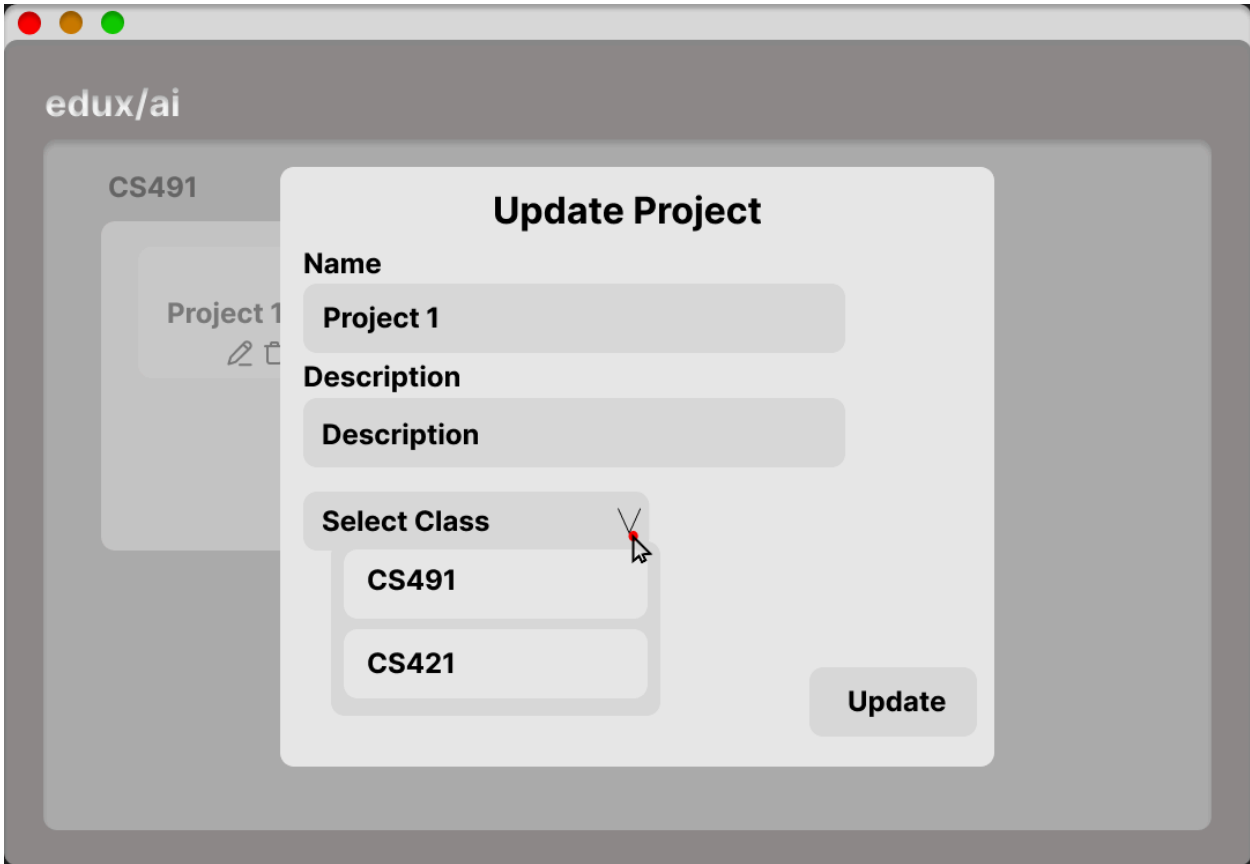 edux/ai
CS491
Project 1
Update Project
Name
Project 1
Description
Description
Select Class
CS491
CS421
Update